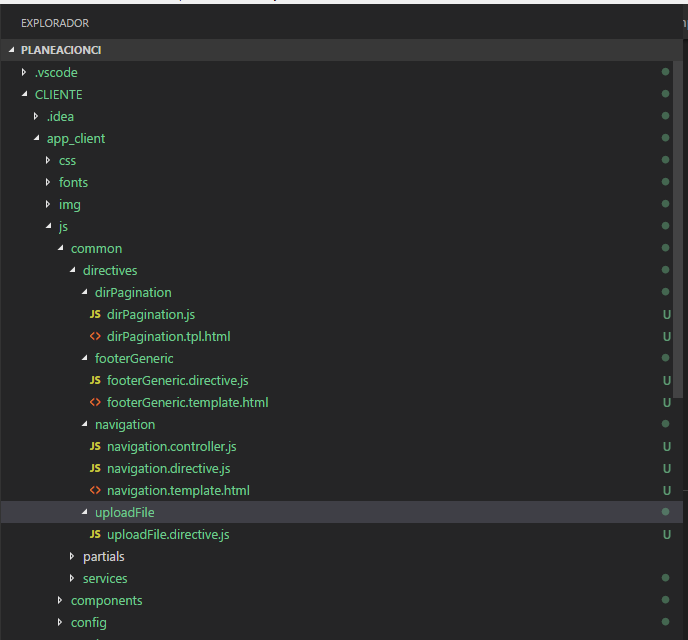 EXPLORADOR
PLANEACIONCI
.vscode
CLIENTE
.idea
app_client
css
fonts
img
js
common
directives
dirPagination
JS dirPagination.js U
<> dirPagination.tpl.html U
footerGeneric
JS footerGeneric.directive.js U
<> footerGeneric.template.html U
navigation
JS navigation.controller.js U
JS navigation.directive.js U
<> navigation.template.html U
uploadFile
JS uploadFile.directive.js U
partials
services
components
config